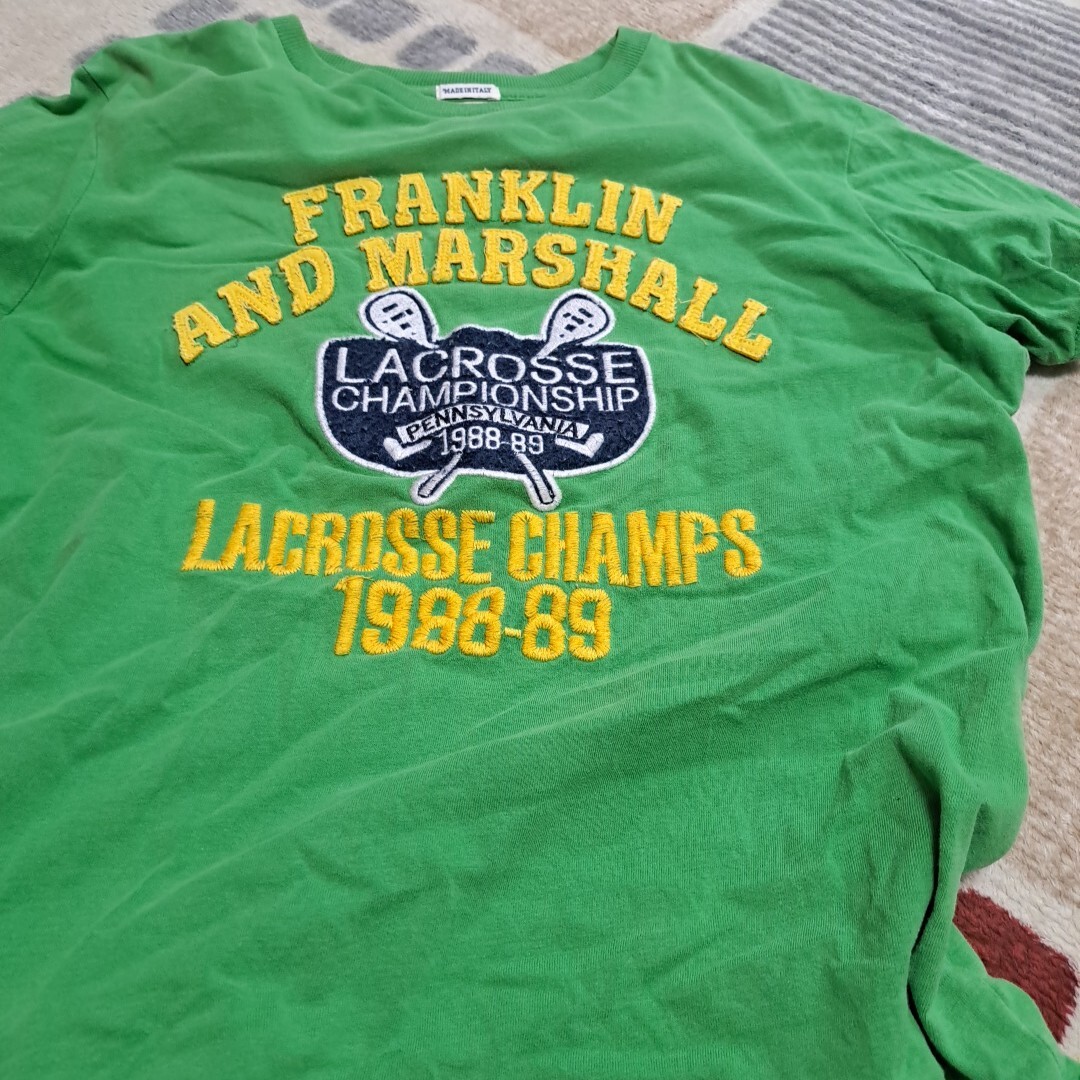 MADE IN ITALY
FRANKLIN
AND MARSHALL
LACROSSE
CHAMPIONSHIP
PENNSYLVANIA
1988-89
LACROSSE CHAMPS
1988-89